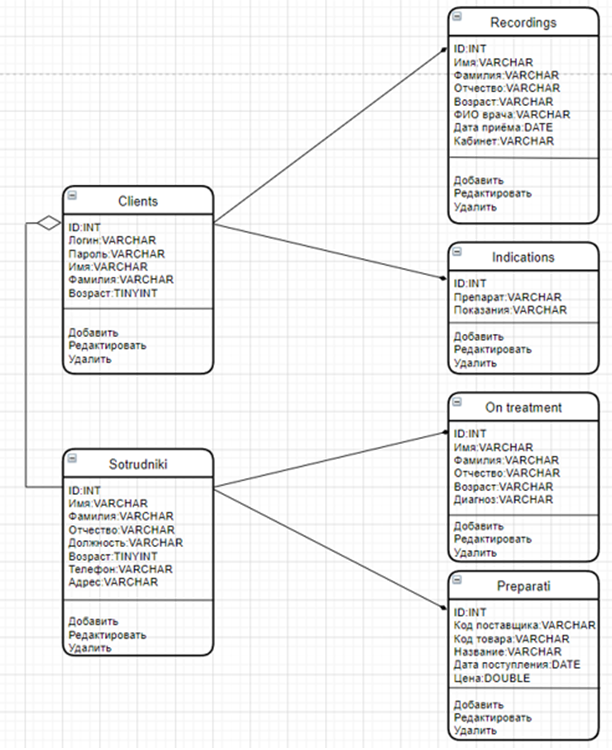 Recordings
ID:INT
Имя:VARCHAR
Фамилия:VARCHAR
Отчество:VARCHAR
Возраст:VARCHAR
ФИО врача:VARCHAR
Дата приёма:DATE
Кабинет:VARCHAR
Добавить
Редактировать
Удалить
Clients
ID:INT
Логин:VARCHAR
Пароль:VARCHAR
Имя:VARCHAR
Фамилия:VARCHAR
Возраст:TINYINT
Добавить
Редактировать
Удалить
Indications
ID:INT
Препарат:VARCHAR
Показания:VARCHAR
Добавить
Редактировать
Удалить
On treatment
ID:INT
Имя:VARCHAR
Фамилия:VARCHAR
Отчество:VARCHAR
Возраст:VARCHAR
Диагноз:VARCHAR
Добавить
Редактировать
Удалить
Sotrudniki
ID:INT
Имя:VARCHAR
Фамилия:VARCHAR
Отчество:VARCHAR
Должность:VARCHAR
Возраст:TINYINT
Телефон:VARCHAR
Адрес:VARCHAR
Добавить
Редактировать
Удалить
Preparati
ID:INT
Код поставщика:VARCHAR
Код товара:VARCHAR
Название:VARCHAR
Дата поступления:DATE
Цена:DOUBLE
Добавить
Редактировать
Удалить